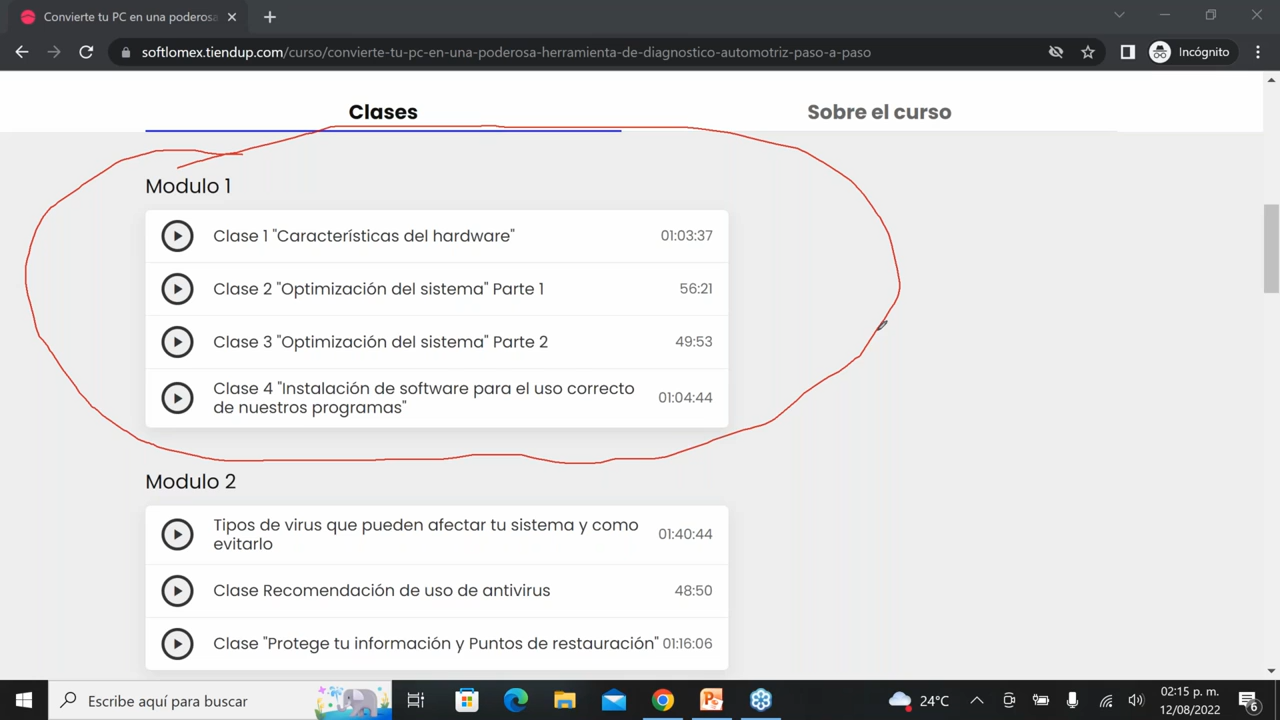 Convierte tu PC en una poderosa
softlomex.tiendup.com/curso/convierte-tu-pc-en-una-poderosa-herramienta-de-diagnostico-automotriz-paso-a-paso
Incógnito
Clases
Sobre el curso
Modulo 1
Clase 1 "Características del hardware" 01:03:37
Clase 2 "Optimización del sistema" Parte 1 56:21
Clase 3 "Optimización del sistema" Parte 2 49:53
Clase 4 "Instalación de software para el uso correcto
de nuestros programas" 01:04:44
Modulo 2
Tipos de virus que pueden afectar tu sistema y como
evitarlo 01:40:44
Clase Recomendación de uso de antivirus 48:50
Clase "Protege tu información y Puntos de restauración" 01:16:06
Escribe aquí para buscar
24°C
02:15 p. m.
12/08/2022
6